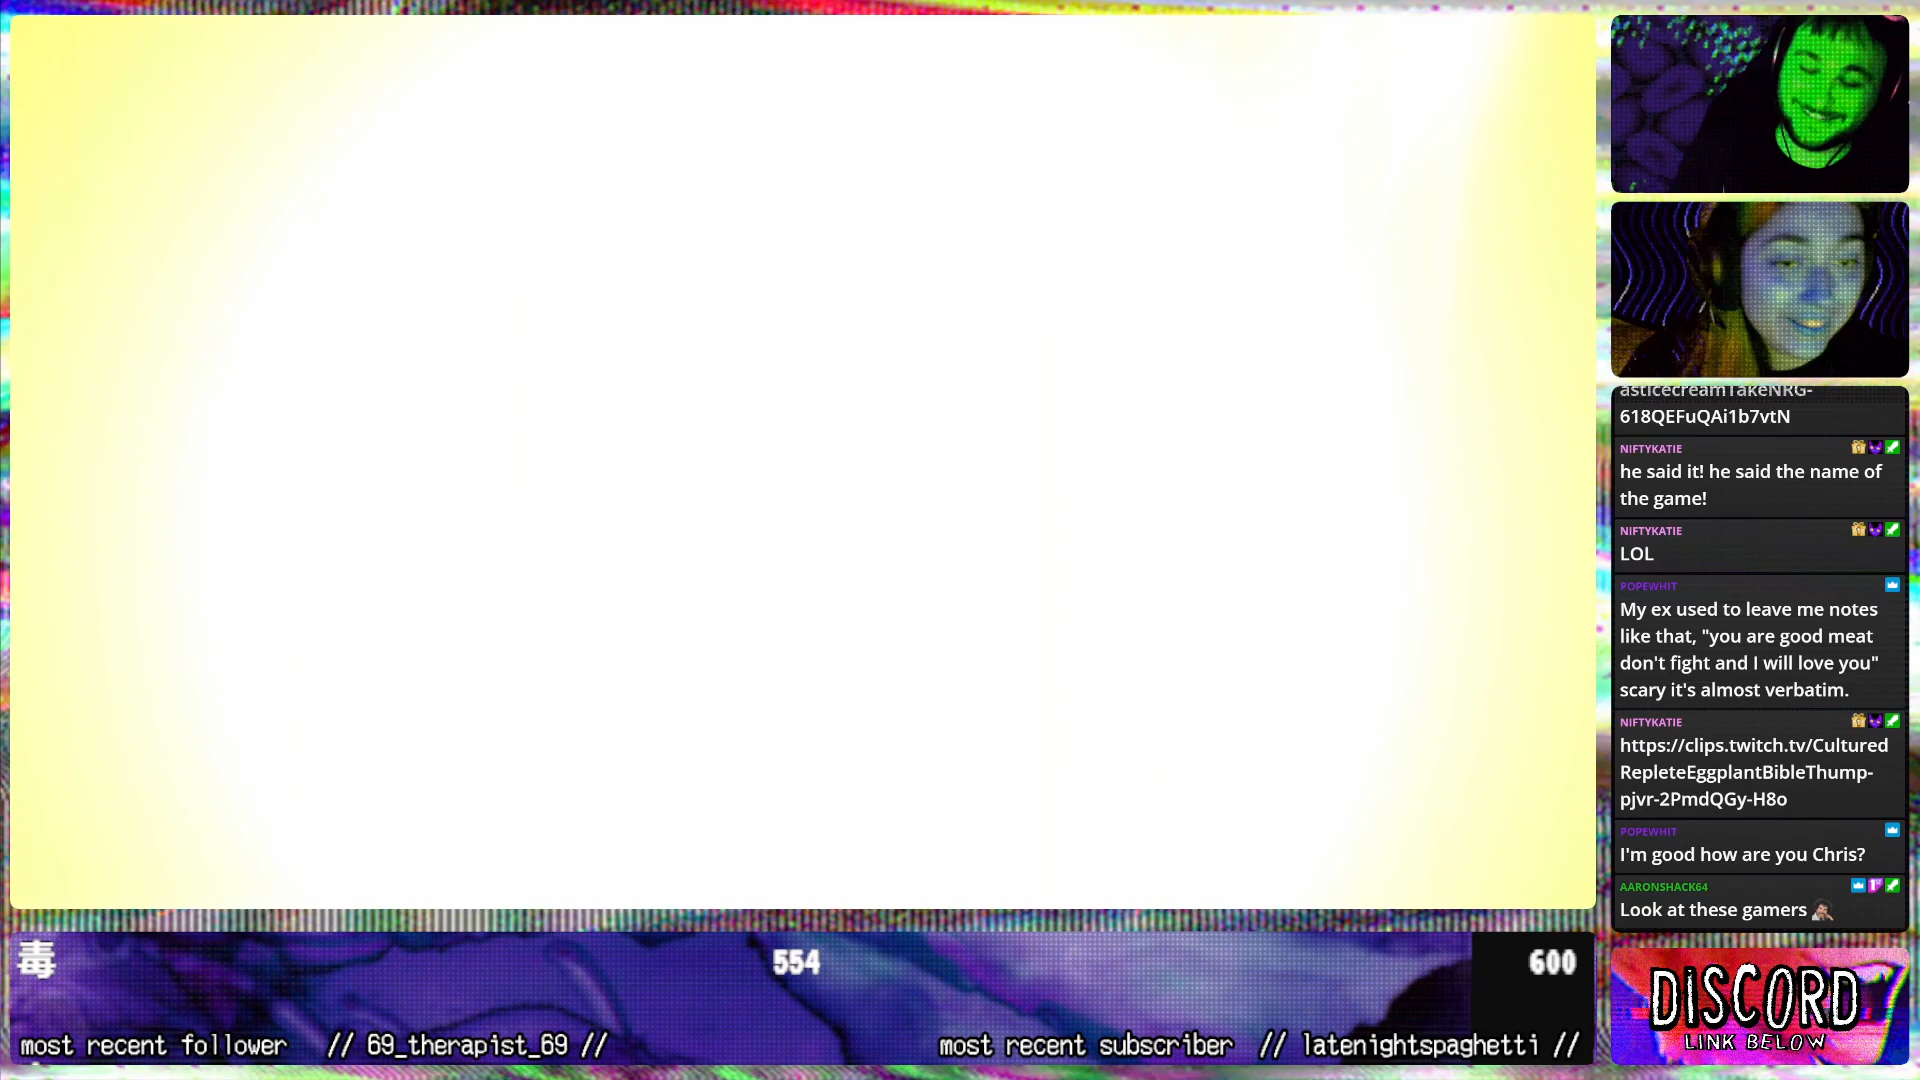 asticecreamTakeNRG-
618QEFuQAi1b7vtN
NIFTYKATIE
he said it! he said the name of
the game!
NIFTYKATIE
LOL
POPEWHIT
My ex used to leave me notes
like that, "you are good meat
don't fight and I will love you"
scary it's almost verbatim.
NIFTYKATIE
https://clips.twitch.tv/Cultured
RepleteEggplantBibleThump-
pjvr-2PmdQGy-H8o
POPEWHIT
I'm good how are you Chris?
AARONSHACK64
Look at these gamers
毒
554
600
most recent follower // 69_therapist_69 //
most recent subscriber // latenightspaghetti //
DISCORD
LINK BELOW